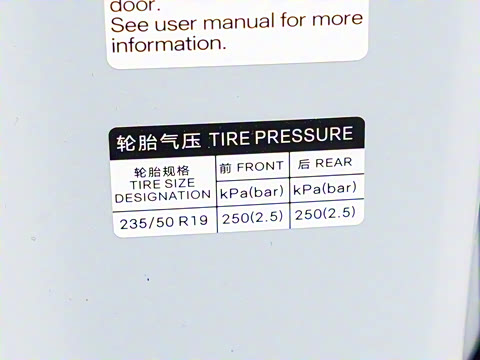 door.
See user manual for more
information.
轮胎气压 TIRE PRESSURE
轮胎规格
TIRE SIZE
DESIGNATION
前 FRONT
后 REAR
kPa(bar)
kPa(bar)
235/50 R19
250(2.5)
250(2.5)